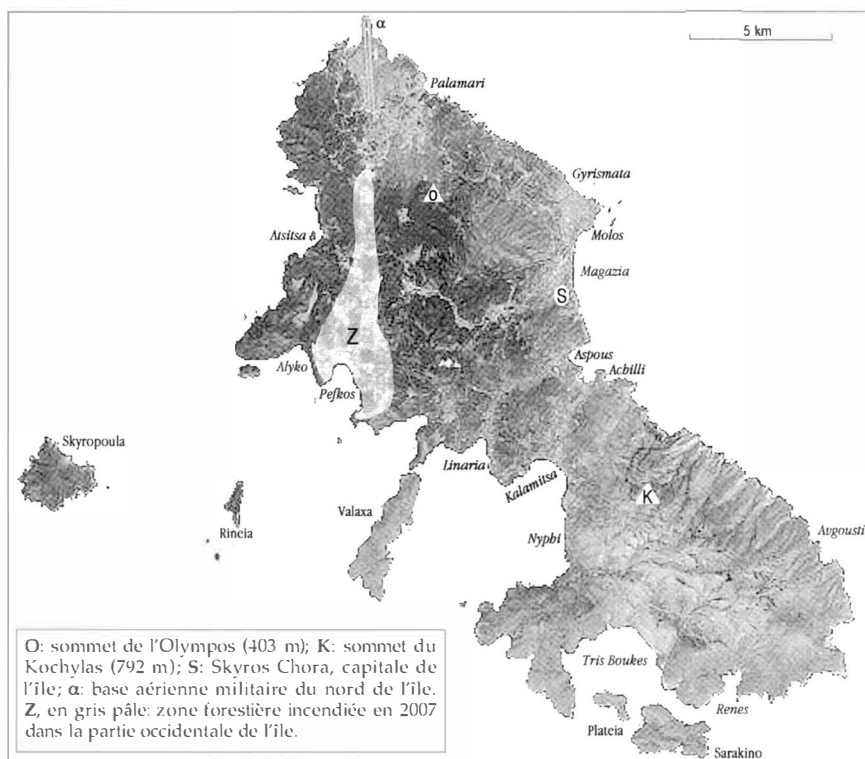 α
5 km
Palamari
Gyrismata
O
Atsitsa
Molos
Magazia
S
Z
Aspous
Alyko
Acbilli
Pefkos
Skyropoula
Linaria
Kalamitsa
K
Valaxa
Rincia
Nyphi
Avgousti
O: sommet de l'Olympos (403 m); K: sommet du
Kochylas (792 m); S: Skyros Chora, capitale de
l'île; α: base aérienne militaire du nord de l'île.
Z, en gris pâle: zone forestière incendiée en 2007
dans la partie occidentale de l'île.
Tris Boukes
Renes
Plateia
Sarakino